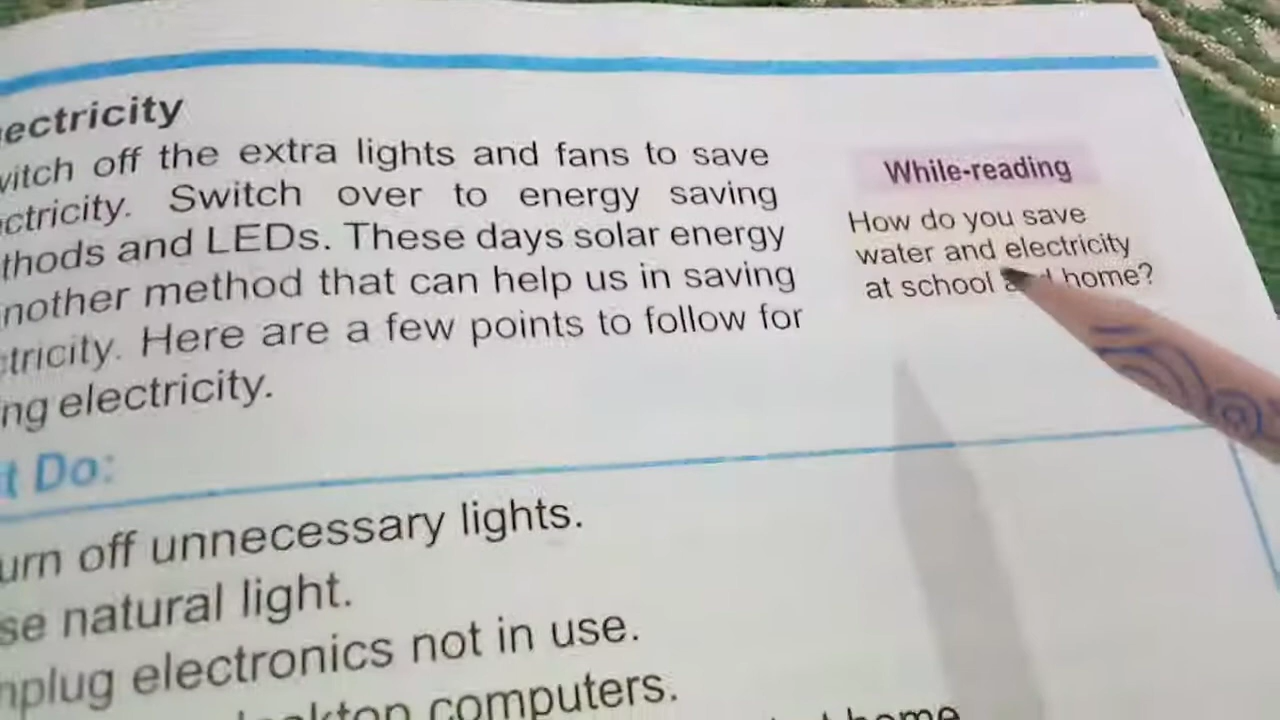 ectricity
witch off the extra lights and fans to save
ctricity. Switch over to energy saving
thods and LEDs. These days solar energy
nother method that can help us in saving
tricity. Here are a few points to follow for
ng electricity.
While-reading
How do you save
water and electricity
at school and home?
t Do:
urn off unnecessary lights.
se natural light.
nplug electronics not in use.
computers.
home